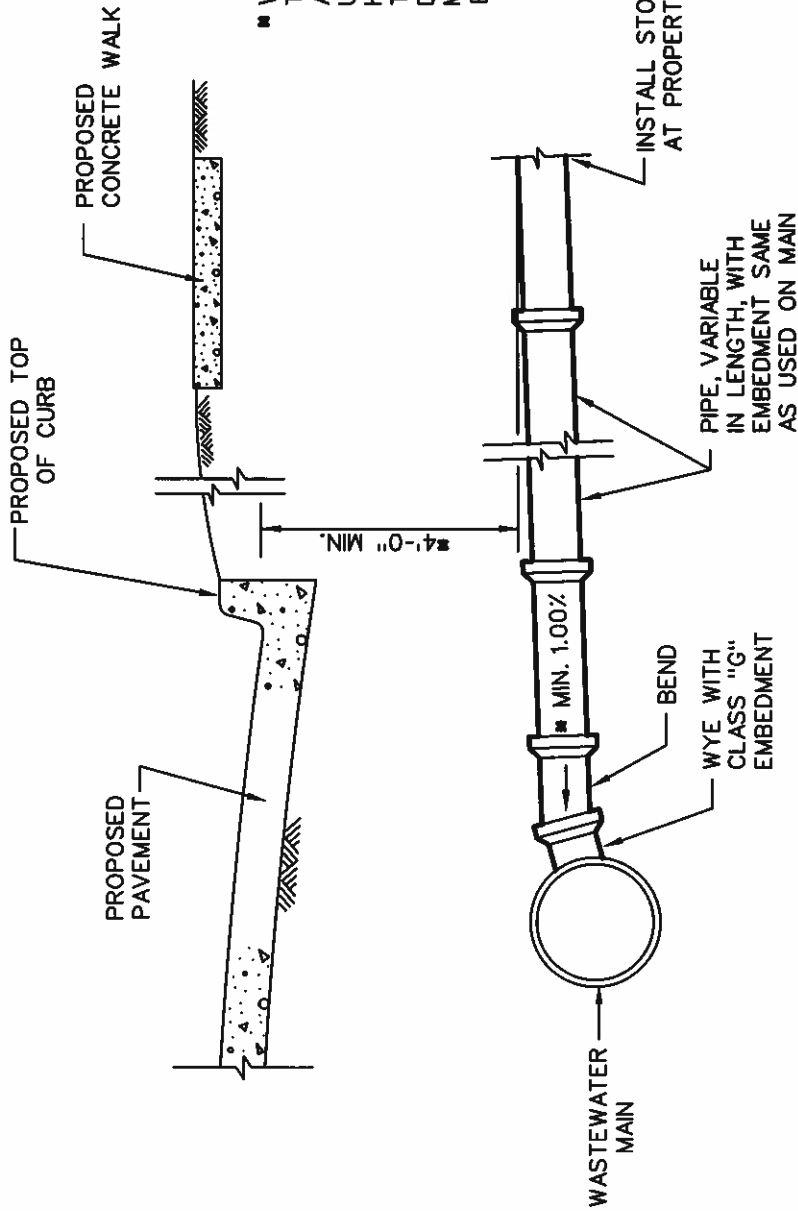 PROPOSED
CONCRETE WALK
PROPOSED TOP
OF CURB
PROPOSED
PAVEMENT
*4'-0" MIN.
* MIN. 1.00%
BEND
WYE WITH
CLASS "G"
EMBEDMENT
WASTEWATER
MAIN
PIPE, VARIABLE
IN LENGTH, WITH
EMBEDMENT SAME
AS USED ON MAIN
INSTALL STO
AT PROPERT
*